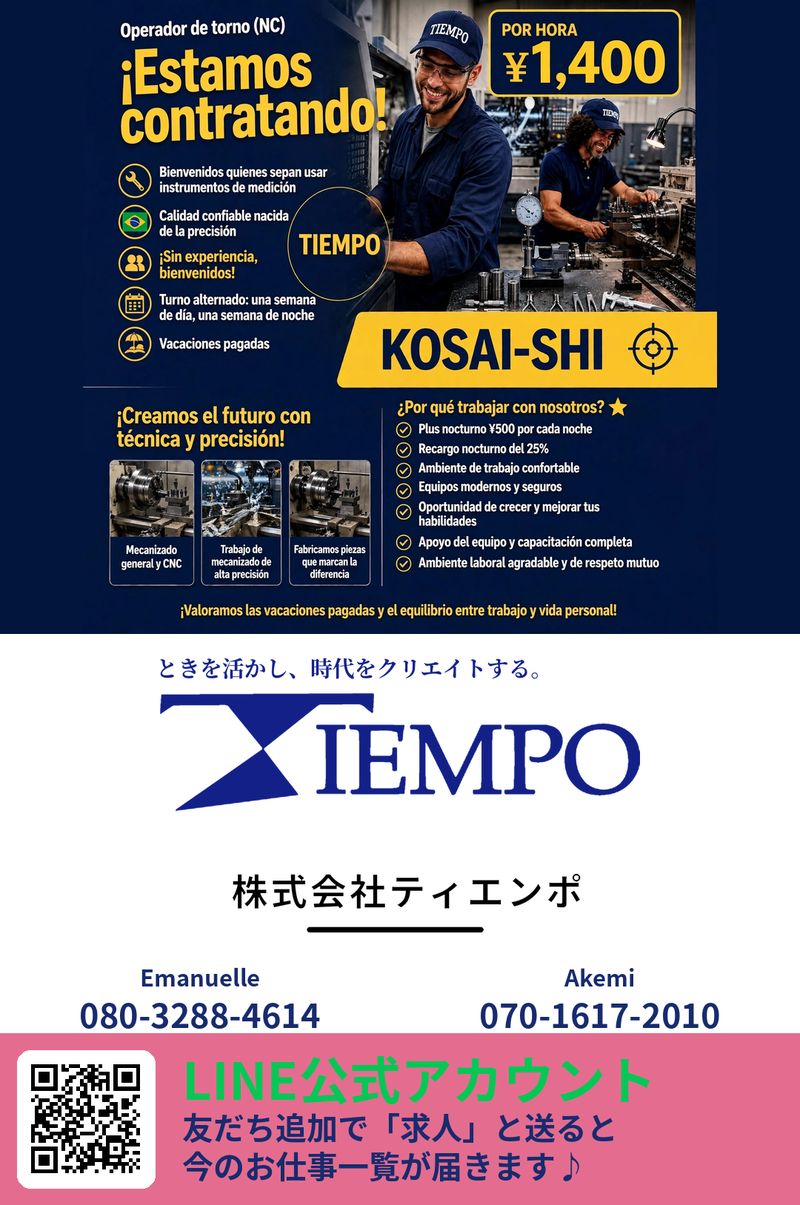 Operador de torno (NC)
¡Estamos
contratando!
POR HORA
¥1,400
TIEMPO
TIEMPO
Bienvenidos quienes sepan usar
instrumentos de medición
Calidad confiable nacida
de la precisión
¡Sin experiencia,
bienvenidos!
Turno alternado: una semana
de día, una semana de noche
Vacaciones pagadas
TIEMPO
KOSAI-SHI
¡Creamos el futuro con
técnica y precisión!
Mecanizado
general y CNC
Trabajo de
mecanizado de
alta precisión
Fabricamos piezas
que marcan la
diferencia
¿Por qué trabajar con nosotros?
Plus nocturno ¥500 por cada noche
Recargo nocturno del 25%
Ambiente de trabajo confortable
Equipos modernos y seguros
Oportunidad de crecer y mejorar tus
habilidades
Apoyo del equipo y capacitación completa
Ambiente laboral agradable y de respeto mutuo
¡Valoramos las vacaciones pagadas y el equilibrio entre trabajo y vida personal!
ときを活かし、時代をクリエイトする。
TIEMPO
株式会社ティエンポ
Emanuelle
080-3288-4614
Akemi
070-1617-2010
LINE公式アカウント
友だち追加で「求人」と送ると
今のお仕事一覧が届きます♪